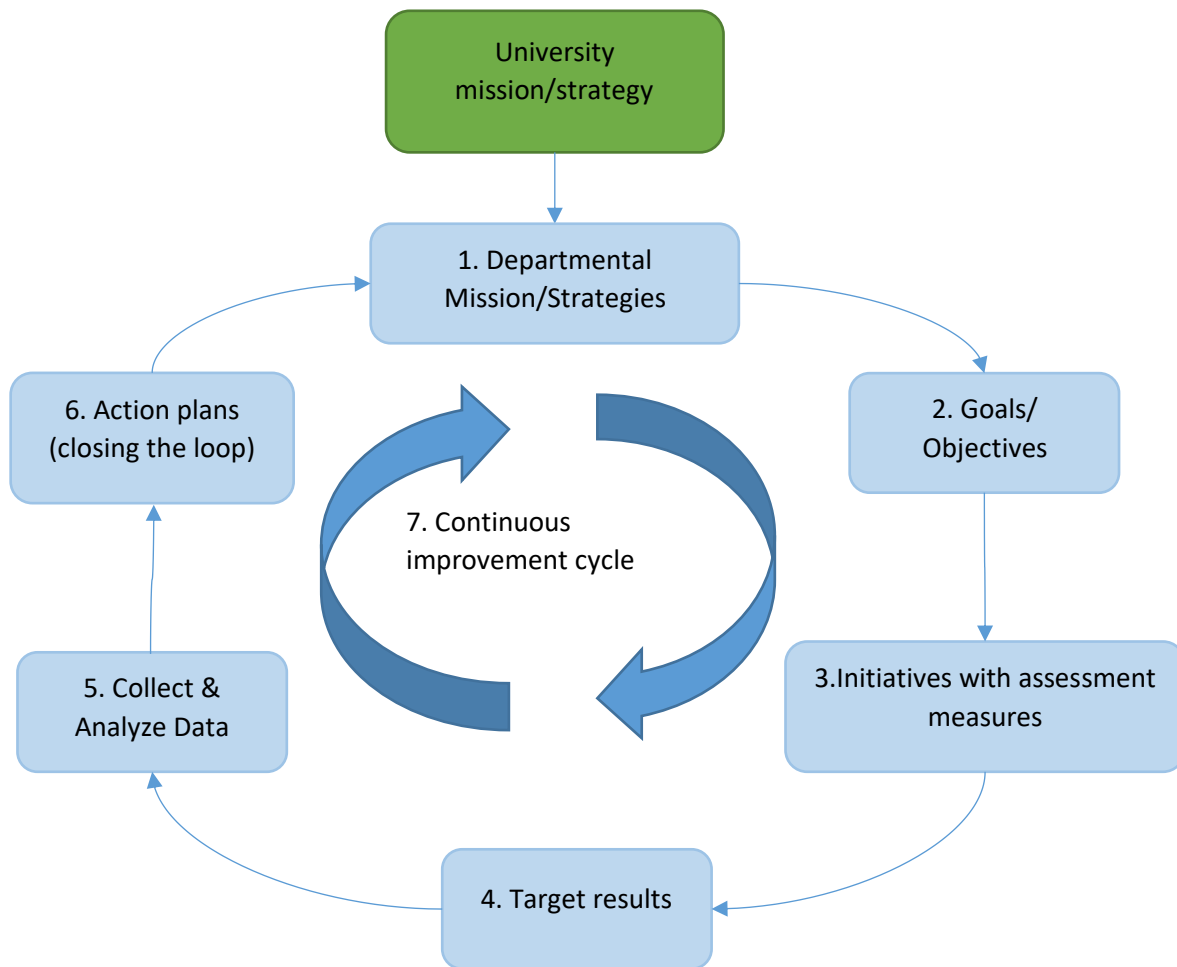 University
mission/strategy
1. Departmental
Mission/Strategies
2. Goals/
Objectives
3.Initiatives with assessment
measures
4. Target results
5. Collect &
Analyze Data
6. Action plans
(closing the loop)
7. Continuous
improvement cycle